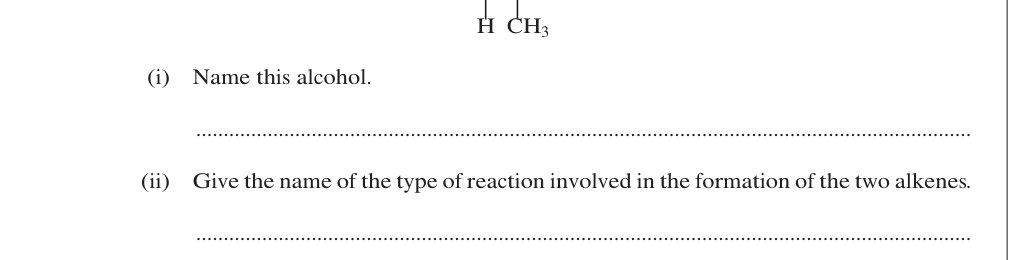 H CH₃
(i) Name this alcohol.
................................................................................
(ii) Give the name of the type of reaction involved in the formation of the two alkenes.
................................................................................